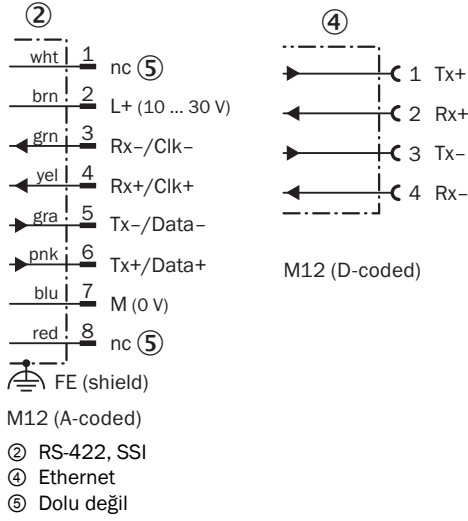 ②
wht 1 nc ⑤
brn 2 L+ (10 ... 30 V)
grn 3 Rx–/Clk–
yel 4 Rx+/Clk+
gra 5 Tx–/Data–
pnk 6 Tx+/Data+
blu 7 M (0 V)
red 8 nc ⑤
FE (shield)
M12 (A-coded)
④
1 Tx+
2 Rx+
3 Tx–
4 Rx–
M12 (D-coded)
② RS-422, SSI
④ Ethernet
⑤ Dolu değil